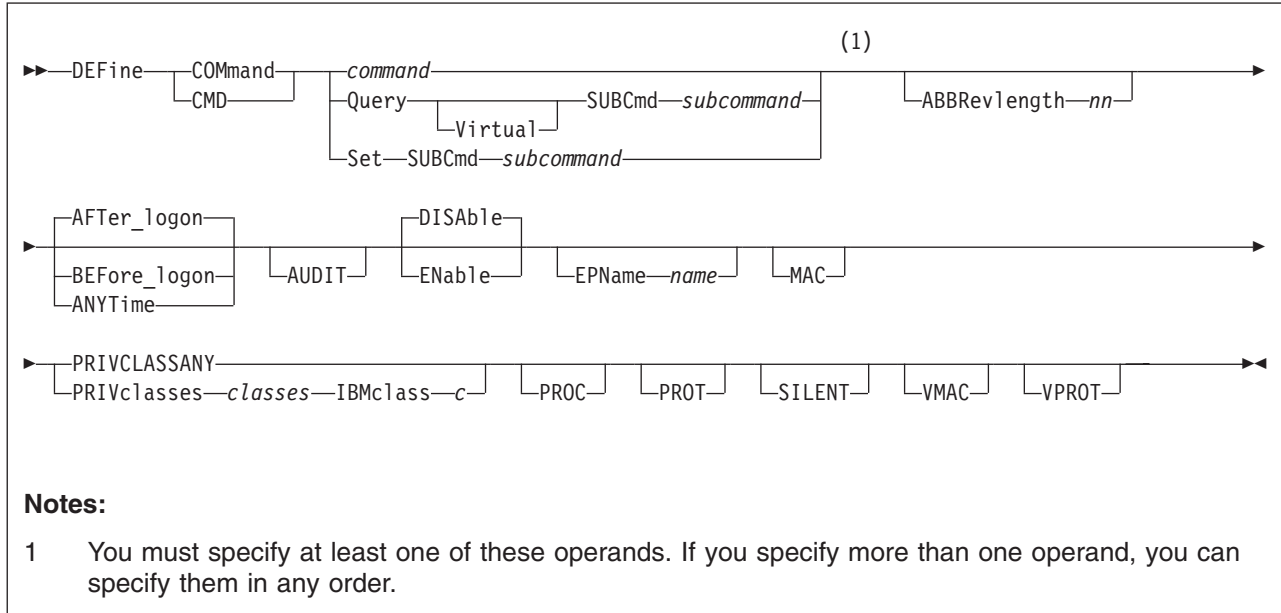 (1)
DEFine COMmand command
CMD Query SUBCmd subcommand ABBRevlength nn
Virtual
Set SUBCmd subcommand
AFTer_logon DISAble
BEFore_logon AUDIT ENable EPName name MAC
ANYTime
PRIVCLASSANY
PRIVclasses classes IBMclass c PROC PROT SILENT VMAC VPROT
Notes:
1 You must specify at least one of these operands. If you specify more than one operand, you can
specify them in any order.